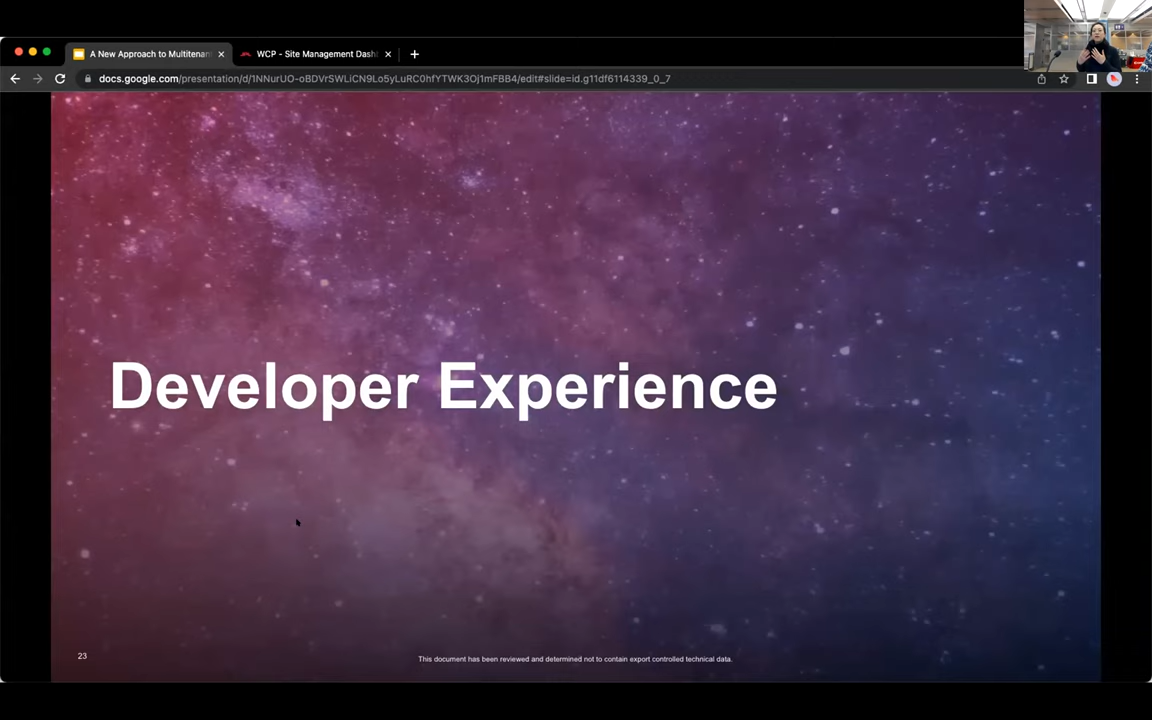 A New Approach to Multitenan
WCP - Site Management Dashb
docs.google.com/presentation/d/1NNurUO-oBDVrSWLiCN9Lo5yLuRC0hfYTWK3Oj1mFBB4/edit#slide=id.g11df6114339_0_7
Developer Experience
23
This document has been reviewed and determined not to contain export controlled technical data.